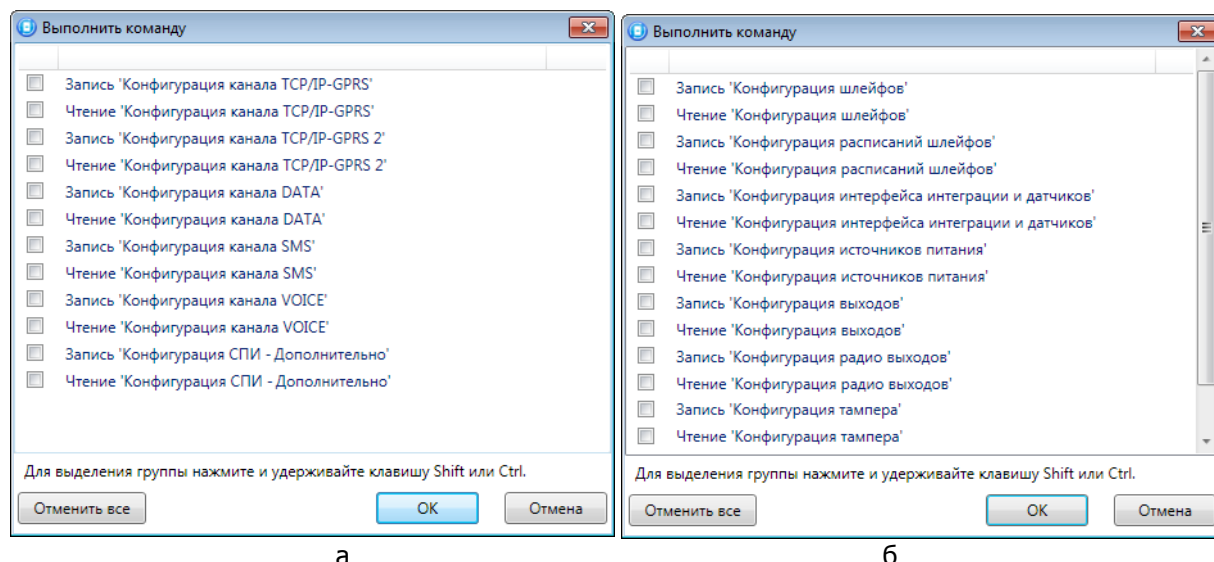 Выполнить команду
Запись 'Конфигурация канала TCP/IP-GPRS'
Чтение 'Конфигурация канала TCP/IP-GPRS'
Запись 'Конфигурация канала TCP/IP-GPRS 2'
Чтение 'Конфигурация канала TCP/IP-GPRS 2'
Запись 'Конфигурация канала DATA'
Чтение 'Конфигурация канала DATA'
Запись 'Конфигурация канала SMS'
Чтение 'Конфигурация канала SMS'
Запись 'Конфигурация канала VOICE'
Чтение 'Конфигурация канала VOICE'
Запись 'Конфигурация СПИ - Дополнительно'
Чтение 'Конфигурация СПИ - Дополнительно'
Для выделения группы нажмите и удерживайте клавишу Shift или Ctrl.
Отменить все
OK
Отмена
а
Выполнить команду
Запись 'Конфигурация шлейфов'
Чтение 'Конфигурация шлейфов'
Запись 'Конфигурация расписаний шлейфов'
Чтение 'Конфигурация расписаний шлейфов'
Запись 'Конфигурация интерфейса интеграции и датчиков'
Чтение 'Конфигурация интерфейса интеграции и датчиков'
Запись 'Конфигурация источников питания'
Чтение 'Конфигурация источников питания'
Запись 'Конфигурация выходов'
Чтение 'Конфигурация выходов'
Запись 'Конфигурация радио выходов'
Чтение 'Конфигурация радио выходов'
Запись 'Конфигурация тампера'
Чтение 'Конфигурация тампера'
Для выделения группы нажмите и удерживайте клавишу Shift или Ctrl.
Отменить все
OK
Отмена
б